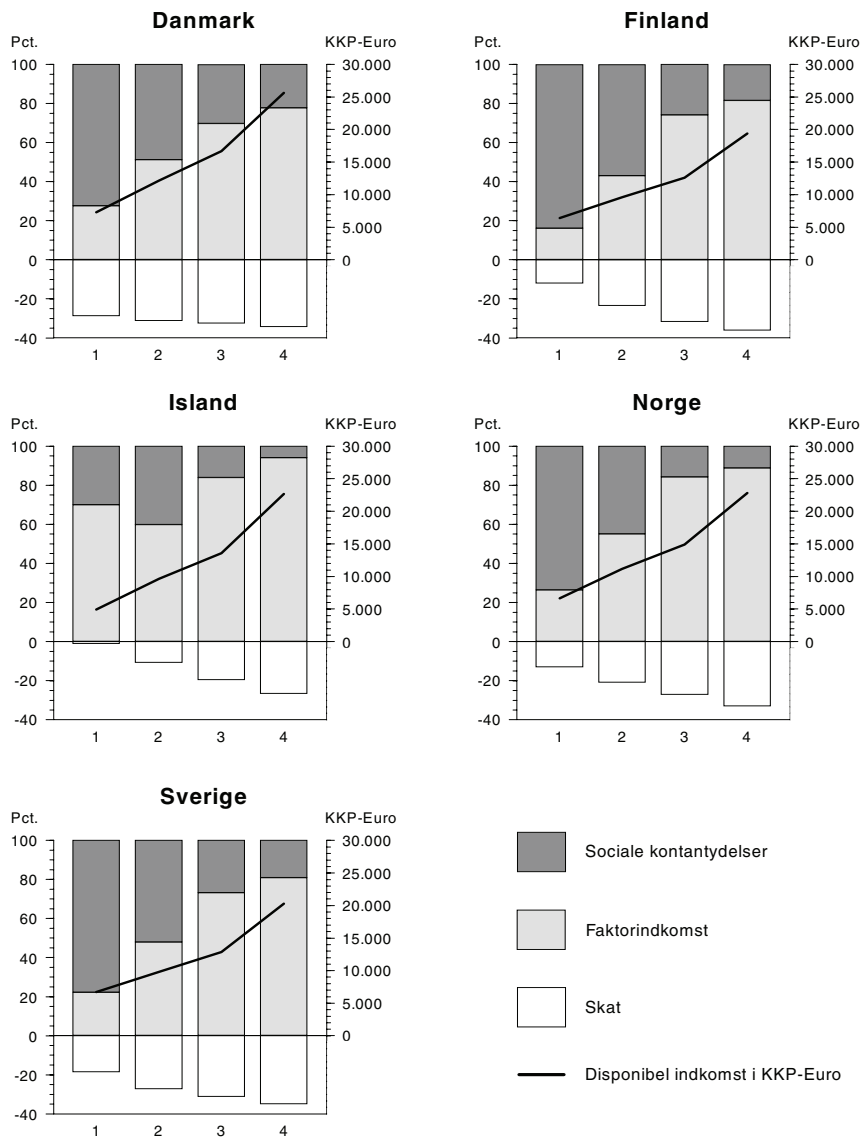 Danmark
Pct. KKP-Euro
100 30.000
80 25.000
60 20.000
40 15.000
20 10.000
0 5.000
-20 0
-40
1 2 3 4
Finland
Pct. KKP-Euro
100 30.000
80 25.000
60 20.000
40 15.000
20 10.000
0 5.000
-20 0
-40
1 2 3 4
Island
Pct. KKP-Euro
100 30.000
80 25.000
60 20.000
40 15.000
20 10.000
0 5.000
-20 0
-40
1 2 3 4
Norge
Pct. KKP-Euro
100 30.000
80 25.000
60 20.000
40 15.000
20 10.000
0 5.000
-20 0
-40
1 2 3 4
Sverige
Pct. KKP-Euro
100 30.000
80 25.000
60 20.000
40 15.000
20 10.000
0 5.000
-20 0
-40
1 2 3 4
Sociale kontantydelser
Faktorindkomst
Skat
Disponibel indkomst i KKP-Euro